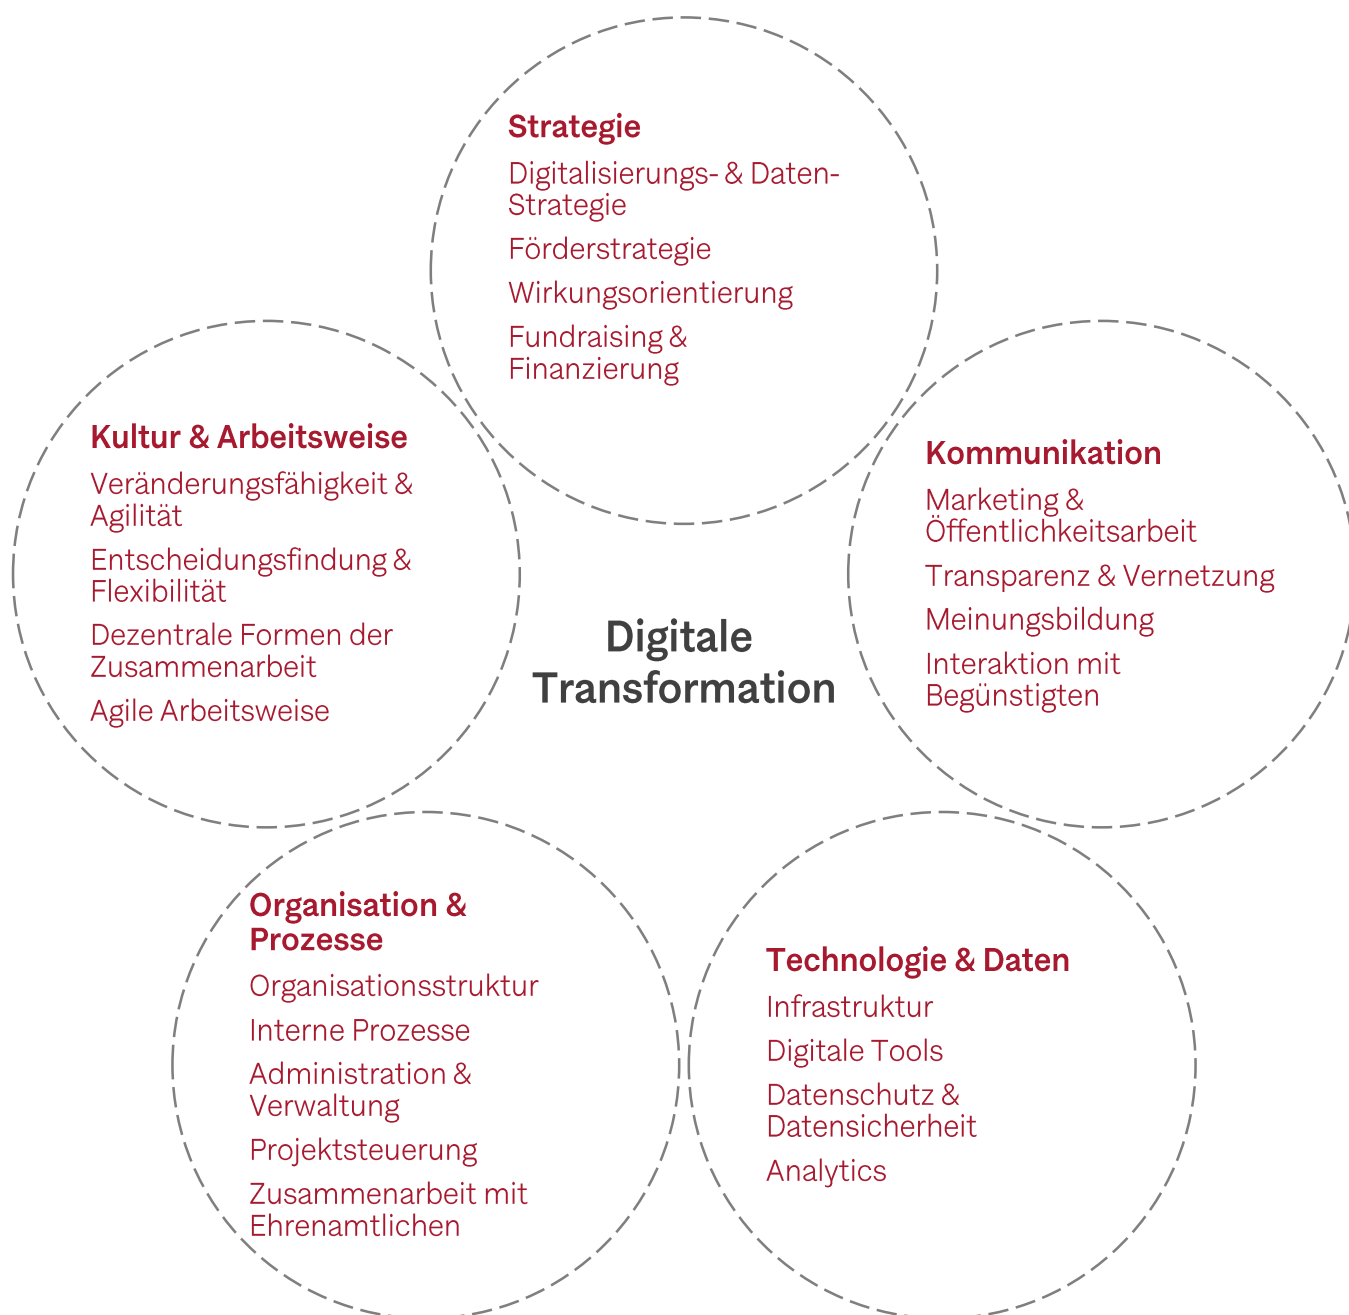 Strategie
Digitalisierungs- & Daten-
Strategie
Förderstrategie
Wirkungsorientierung
Fundraising &
Finanzierung
Kultur & Arbeitsweise
Veränderungsfähigkeit &
Agilität
Entscheidungsfindung &
Flexibilität
Dezentrale Formen der
Zusammenarbeit
Agile Arbeitsweise
Digitale
Transformation
Kommunikation
Marketing &
Öffentlichkeitsarbeit
Transparenz & Vernetzung
Meinungsbildung
Interaktion mit
Begünstigten
Organisation &
Prozesse
Organisationsstruktur
Interne Prozesse
Administration &
Verwaltung
Projektsteuerung
Zusammenarbeit mit
Ehrenamtlichen
Technologie & Daten
Infrastruktur
Digitale Tools
Datenschutz &
Datensicherheit
Analytics